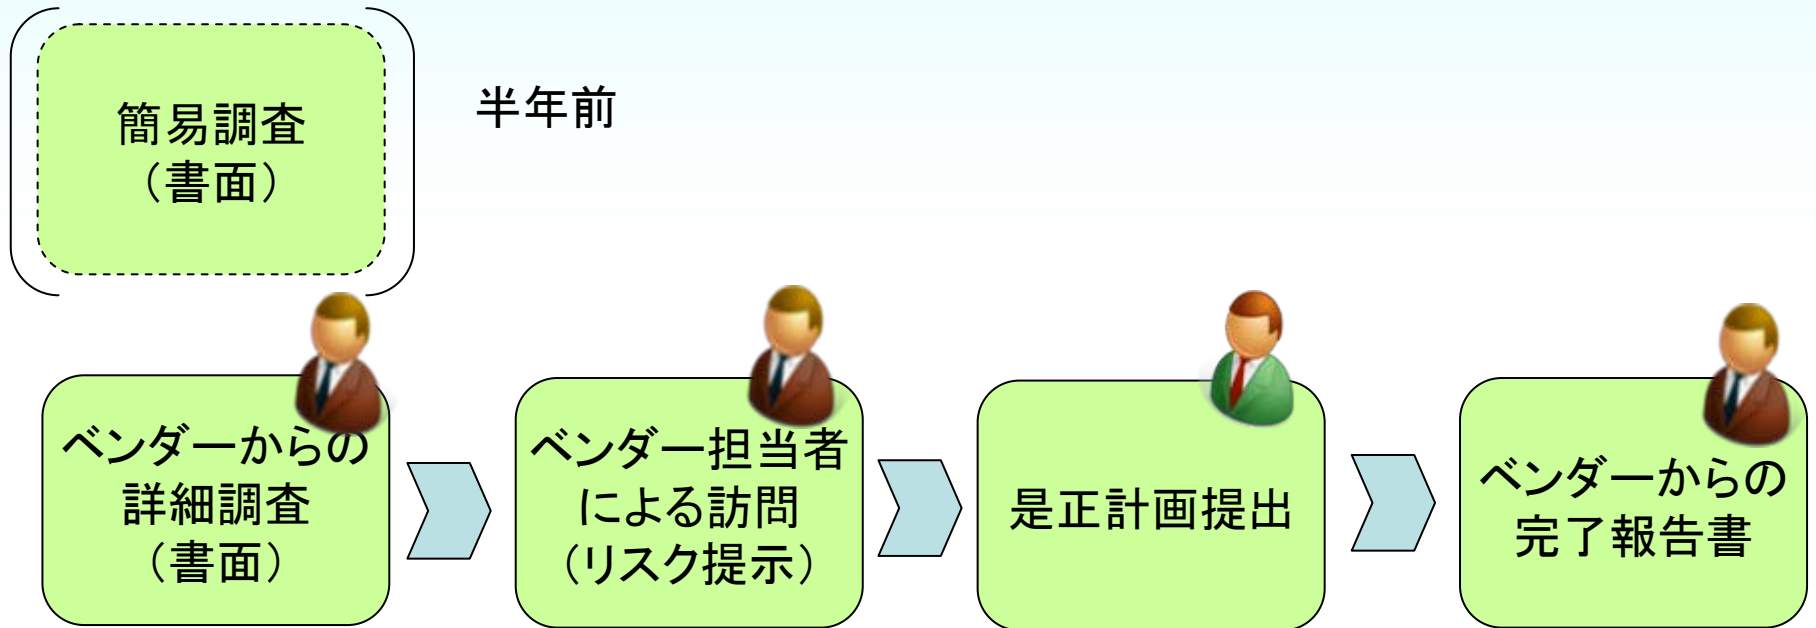 簡易調査
（書面）
半年前
ベンダーからの
詳細調査
（書面）
ベンダー担当者
による訪問
（リスク提示）
是正計画提出
ベンダーからの
完了報告書